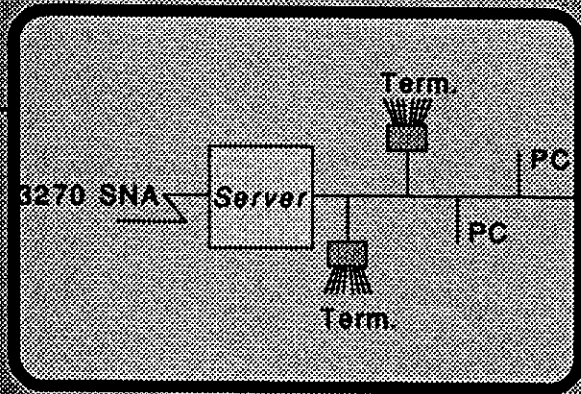 Term.
PC
3270 SNA
Server
PC
Term.